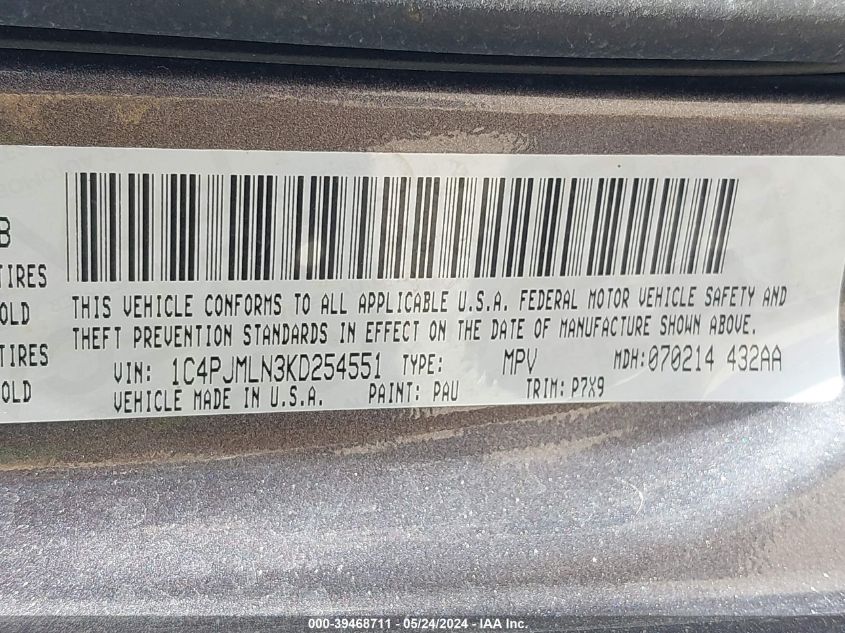 B
TIRES
OLD
TIRES
OLD
THIS VEHICLE CONFORMS TO ALL APPLICABLE U.S.A. FEDERAL MOTOR VEHICLE SAFETY AND
THEFT PREVENTION STANDARDS IN EFFECT ON THE DATE OF MANUFACTURE SHOWN ABOVE.
VIN: 1C4PJMLN3KD254551 TYPE: MPV MDH:070214 432AA
VEHICLE MADE IN U.S.A. PAINT: PAU TRIM: P7X9
000-39468711 - 05/24/2024 - IAA Inc.